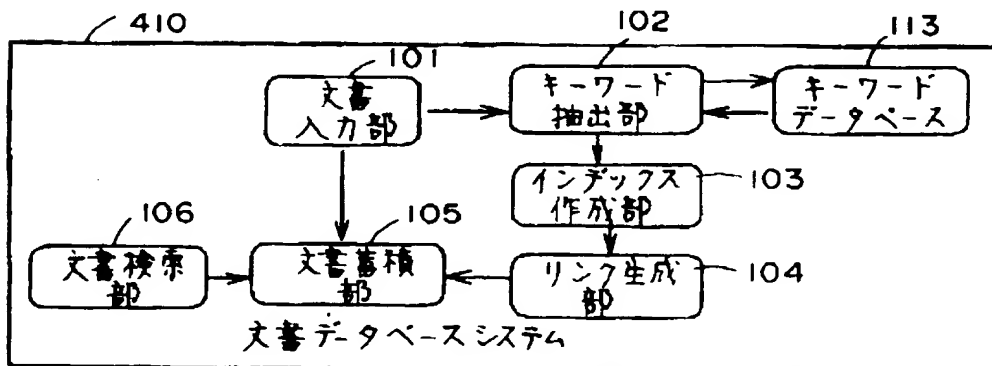 410
101
102
113
文書
入力部
キーワード
抽出部
キーワード
データベース
インデックス
作成部
103
106
105
文書検索
部
文書蓄積
部
リンク生成
部
104
文書データベースシステム